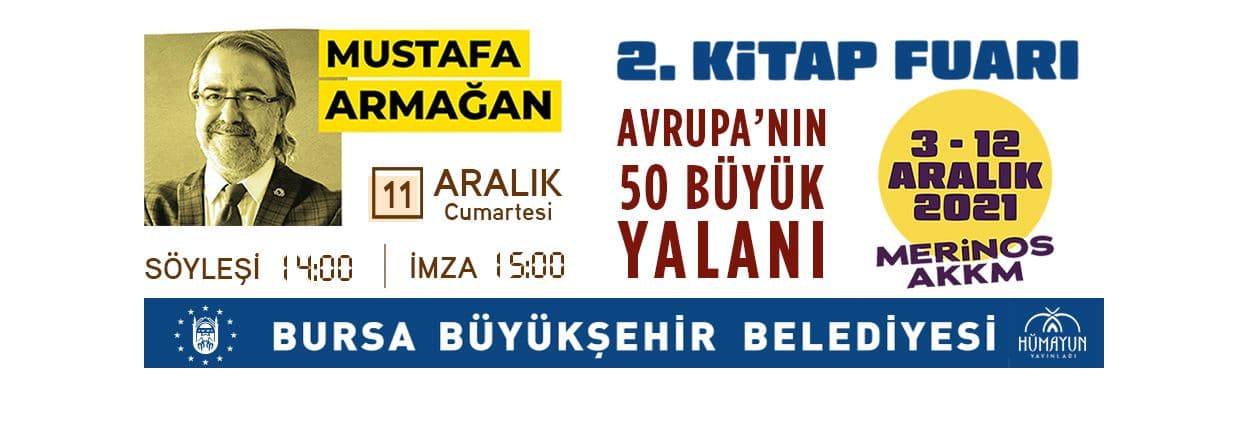 MUSTAFA
ARMAĞAN
11 ARALIK
Cumartesi
SÖYLEŞİ 14:00 | İMZA 15:00
2. KİTAP FUARI
AVRUPA’NIN
50 BÜYÜK
YALANI
3 - 12
ARALIK
2021
MERİNOS
AKKM
BURSA BÜYÜKŞEHİR BELEDİYESİ
HÜMAYUN
YAYINLARI